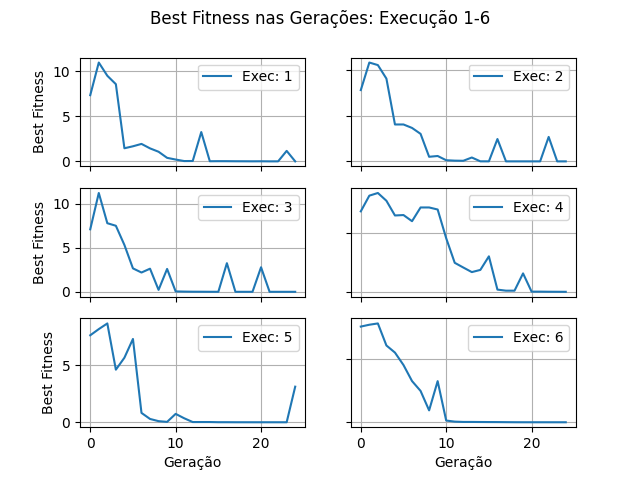 Best Fitness nas Gerações: Execução 1-6
Best Fitness
10
5
0
Exec: 1
Exec: 2
Best Fitness
10
5
0
Exec: 3
Exec: 4
Best Fitness
5
0
Exec: 5
Exec: 6
0
10
20
0
10
20
Geração
Geração